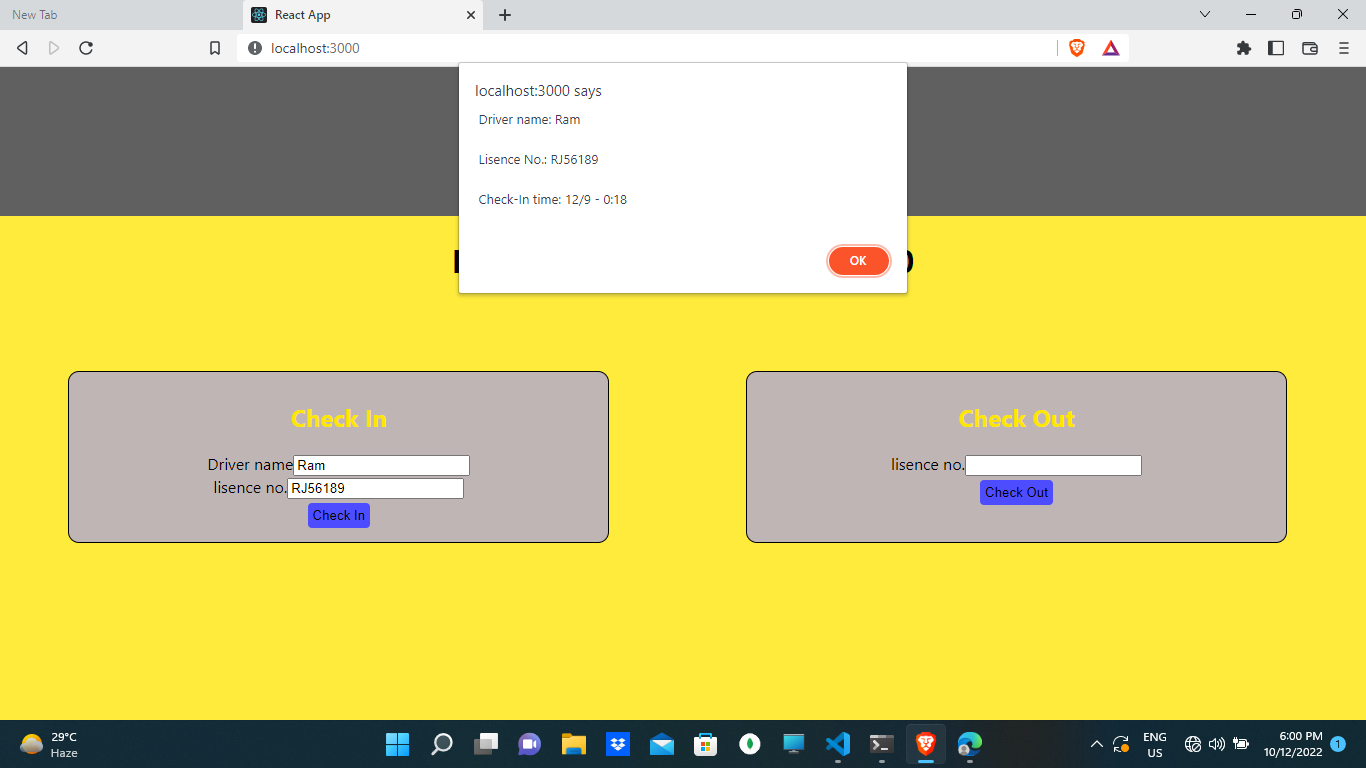 New Tab
React App
localhost:3000
localhost:3000 says
Driver name: Ram
Lisence No.: RJ56189
Check-In time: 12/9 - 0:18
OK
Check In
Driver name Ram
lisence no. RJ56189
Check In
Check Out
lisence no.
Check Out
29°C
Haze
ENG
US
6:00 PM
10/12/2022
1